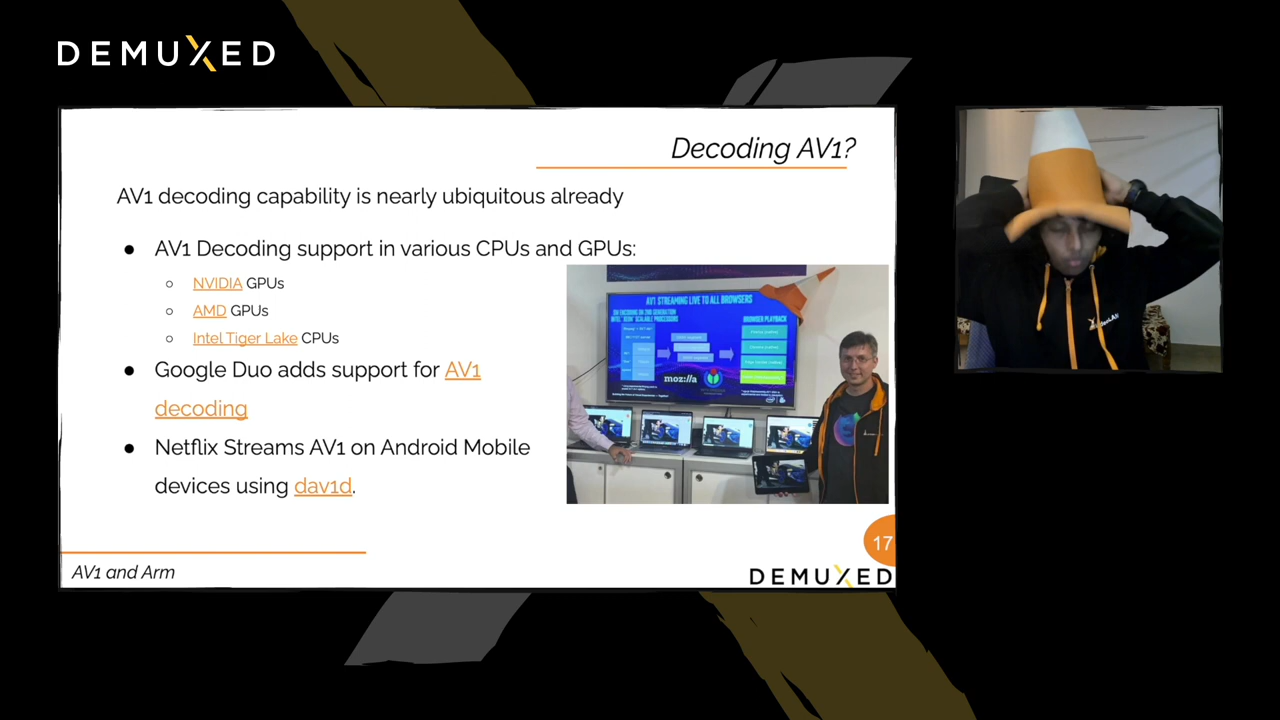 DEMUXED
Decoding AV1?
AV1 decoding capability is nearly ubiquitous already
● AV1 Decoding support in various CPUs and GPUs:
○ NVIDIA GPUs
○ AMD GPUs
○ Intel Tiger Lake CPUs
● Google Duo adds support for AV1
decoding
● Netflix Streams AV1 on Android Mobile
devices using dav1d.
AV1 STREAMING LIVE TO ALL BROWSERS
BROWSER PLAYBACK
moz://a
17
AV1 and Arm
DEMUXED